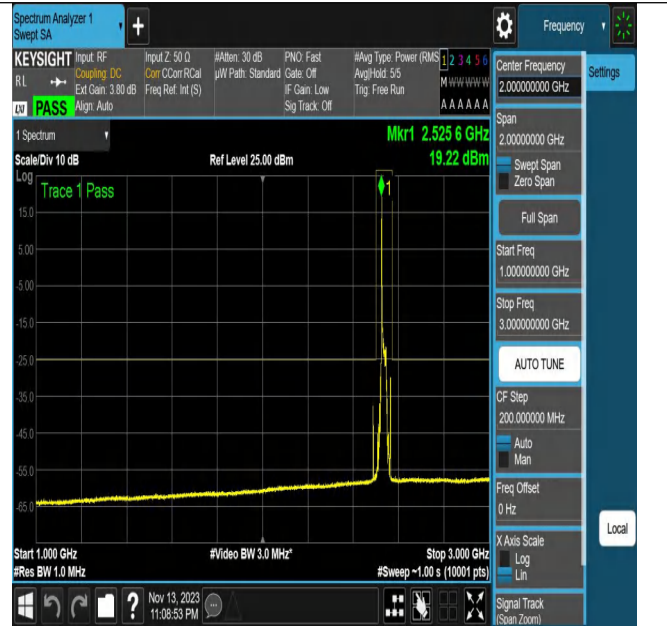 Spectrum Analyzer 1
Swept SA
Frequency
KEYSIGHT
RL
LXI
PASS
Input: RF
Coupling: DC
Ext Gain: 3.80 dB
Align: Auto
Input Z: 50 Ω
Corr CCorr RCal
Freq Ref: Int (S)
#Atten: 30 dB
µW Path: Standard
PNO: Fast
Gate: Off
IF Gain: Low
Sig Track: Off
#Avg Type: Power (RMS
Avg|Hold: 5/5
Trig: Free Run
1 2 3 4 5 6
M W W W W W
A A A A A A
1 Spectrum
Scale/Div 10 dB
Ref Level 25.00 dBm
Mkr1 2.525 6 GHz
19.22 dBm
Log
Trace 1 Pass
1
15.0
5.00
-5.00
-15.0
-25.0
-35.0
-45.0
-55.0
-65.0
Start 1.000 GHz
#Res BW 1.0 MHz
#Video BW 3.0 MHz*
Stop 3.000 GHz
#Sweep ~1.00 s (10001 pts)
Center Frequency
2.00000000 GHz
Settings
Span
2.00000000 GHz
Swept Span
Zero Span
Full Span
Start Freq
1.000000000 GHz
Stop Freq
3.000000000 GHz
AUTO TUNE
CF Step
200.000000 MHz
Auto
Man
Freq Offset
0 Hz
X Axis Scale
Log
Lin
Signal Track
(Span Zoom)
Local
?
Nov 13, 2023
11:08:53 PM